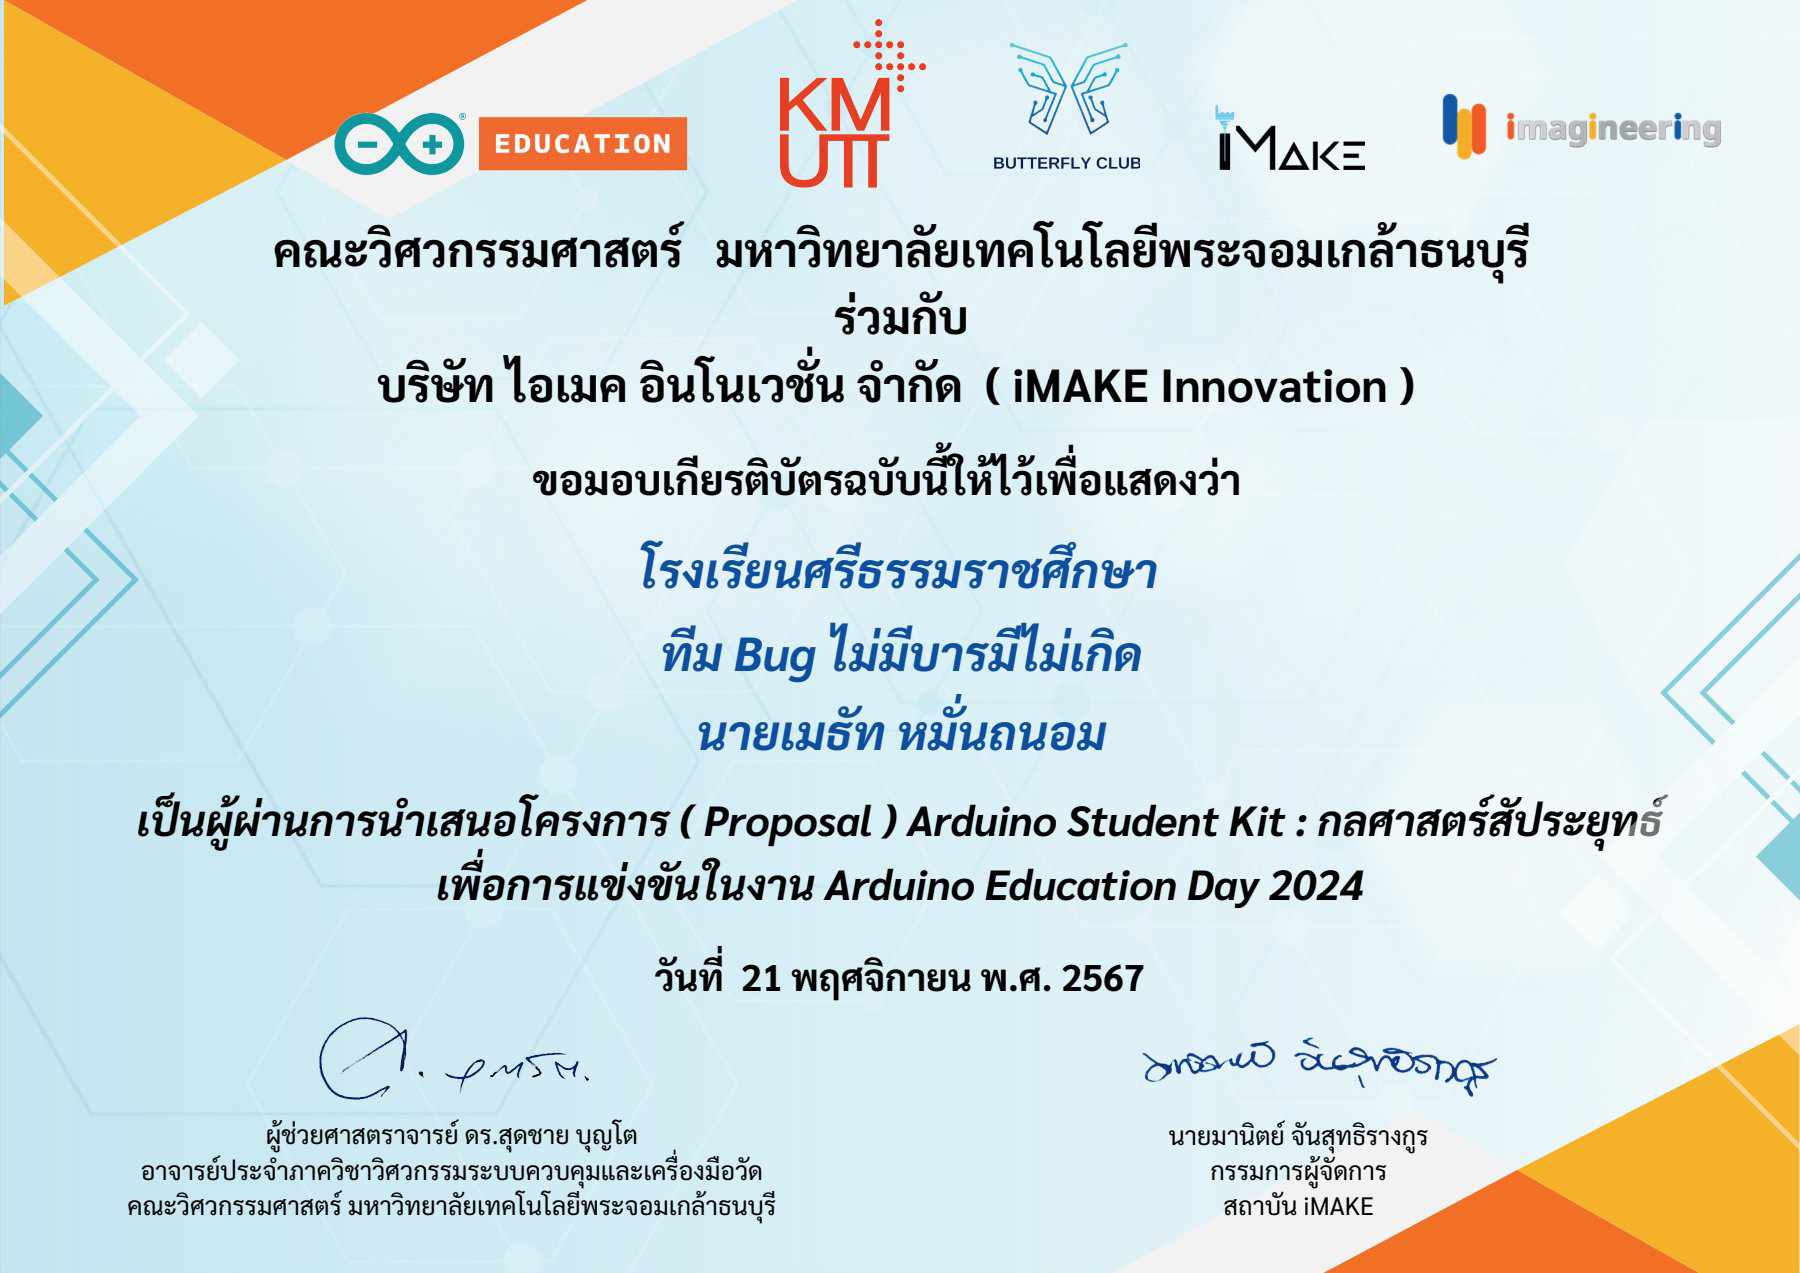 EDUCATION
KMUTT
BUTTERFLY CLUB
iMAKE
imagineering
คณะวิศวกรรมศาสตร์ มหาวิทยาลัยเทคโนโลยีพระจอมเกล้าธนบุรี
ร่วมกับ
บริษัท ไอเมค อินโนเวชั่น จำกัด ( iMAKE Innovation )
ขอมอบเกียรติบัตรฉบับนี้ให้ไว้เพื่อแสดงว่า
โรงเรียนศรีธรรมราชศึกษา
ทีม Bug ไม่มีบารมีไม่เกิด
นายเมธัท หมั่นถนอม
เป็นผู้ผ่านการนำเสนอโครงการ ( Proposal ) Arduino Student Kit : กลศาสตร์สัประยุทธ์
เพื่อการแข่งขันในงาน Arduino Education Day 2024
วันที่ 21 พฤศจิกายน พ.ศ. 2567
ผู้ช่วยศาสตราจารย์ ดร.สุดชาย บุญโต
อาจารย์ประจำภาควิชาวิศวกรรมระบบควบคุมและเครื่องมือวัด
คณะวิศวกรรมศาสตร์ มหาวิทยาลัยเทคโนโลยีพระจอมเกล้าธนบุรี
นายมานิตย์ จันสุทธิรางกูร
กรรมการผู้จัดการ
สถาบัน iMAKE